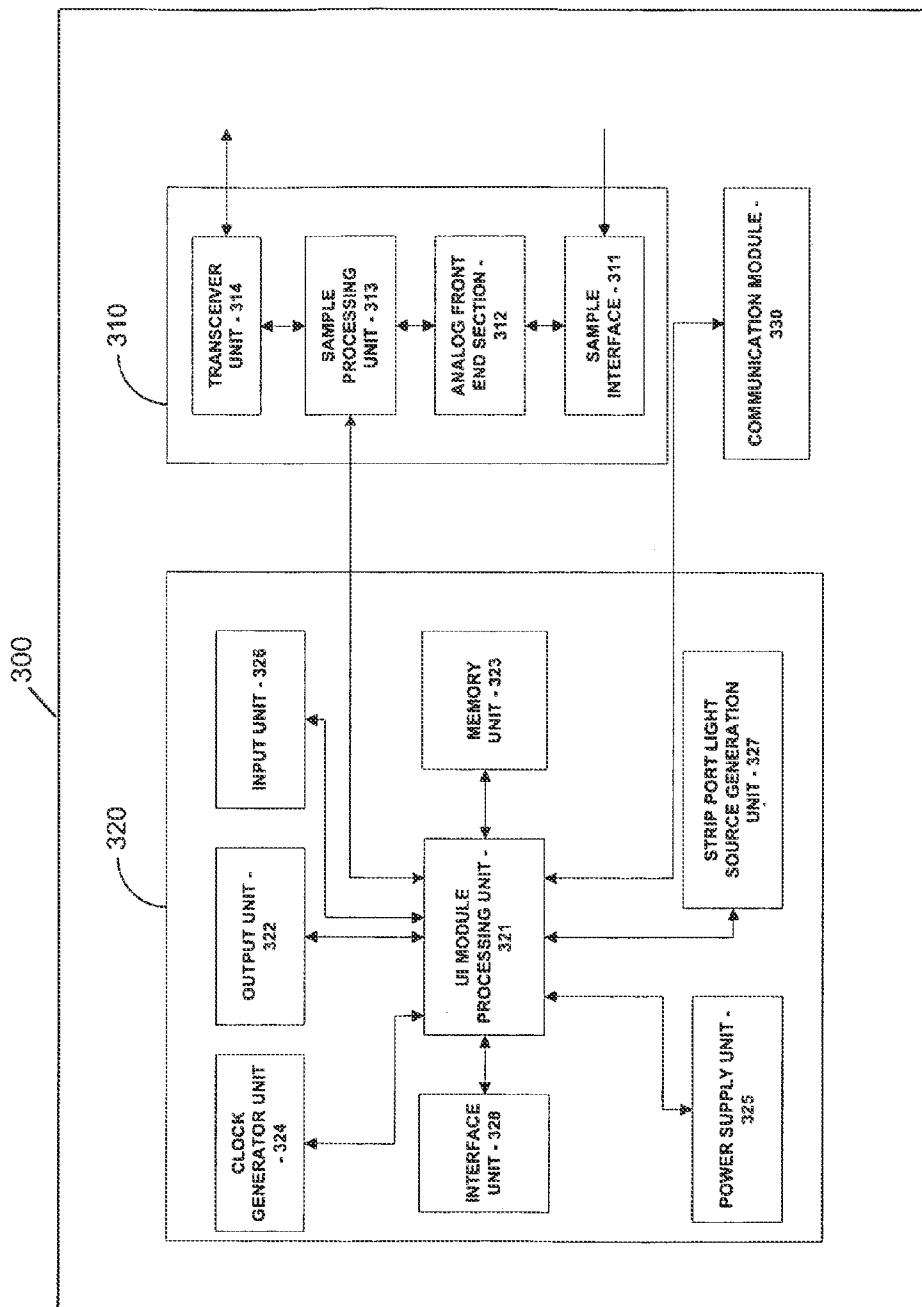 300
320
310
CLOCK
GENERATOR UNIT
- 324
OUTPUT UNIT -
322
INPUT UNIT - 326
INTERFACE
UNIT - 328
UI MODULE
PROCESSING UNIT -
321
MEMORY
UNIT - 323
POWER SUPPLY UNIT -
325
STRIP PORT LIGHT
SOURCE GENERATION
UNIT - 327
TRANSCEIVER
UNIT - 314
SAMPLE
PROCESSING
UNIT - 313
ANALOG FRONT
END SECTION -
312
SAMPLE
INTERFACE - 311
COMMUNICATION MODULE -
330